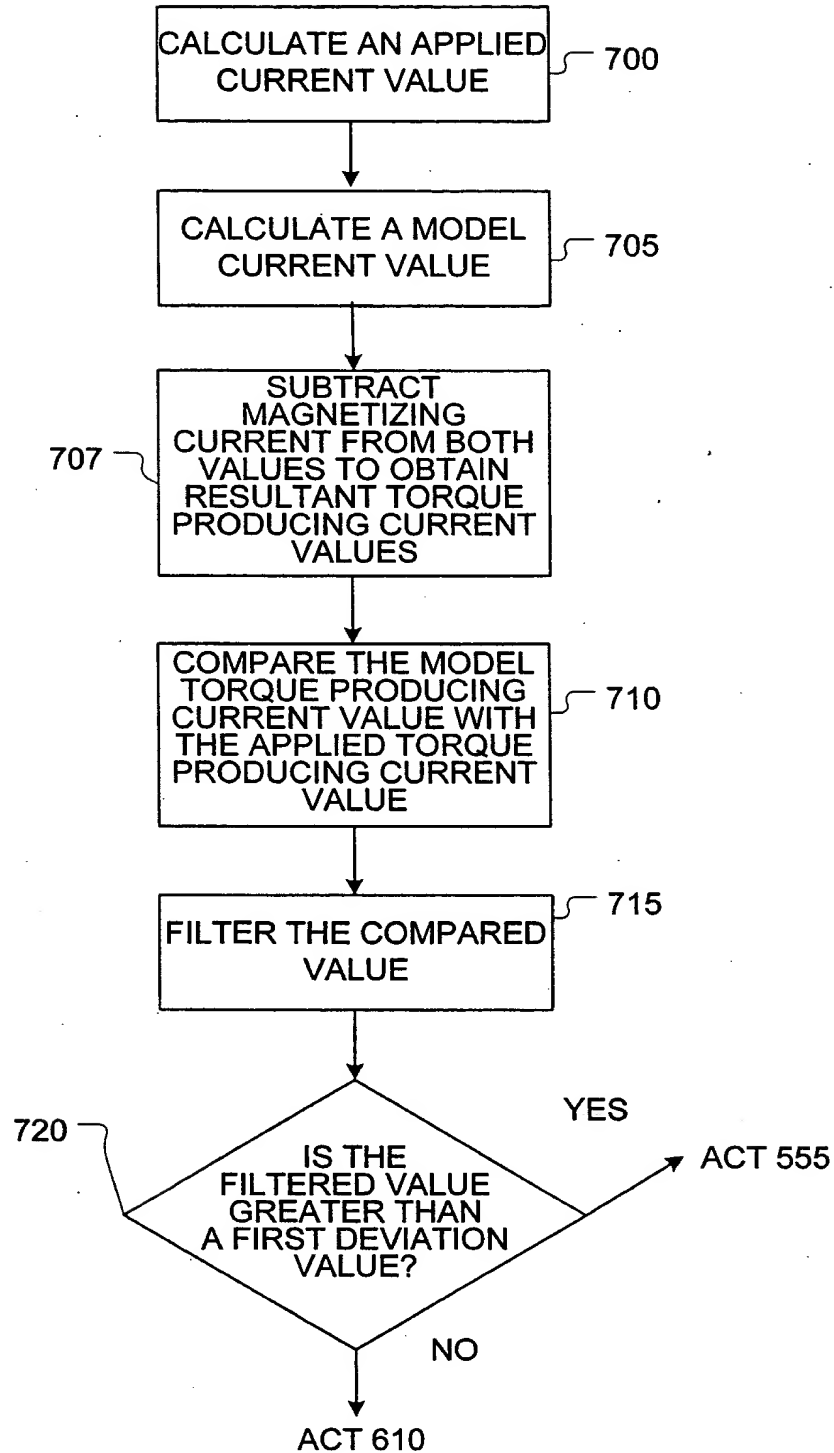 CALCULATE AN APPLIED
CURRENT VALUE
700
CALCULATE A MODEL
CURRENT VALUE
705
SUBTRACT
MAGNETIZING
CURRENT FROM BOTH
VALUES TO OBTAIN
RESULTANT TORQUE
PRODUCING CURRENT
VALUES
707
COMPARE THE MODEL
TORQUE PRODUCING
CURRENT VALUE WITH
THE APPLIED TORQUE
PRODUCING CURRENT
VALUE
710
FILTER THE COMPARED
VALUE
715
720
IS THE
FILTERED VALUE
GREATER THAN
A FIRST DEVIATION
VALUE?
YES
ACT 555
NO
ACT 610